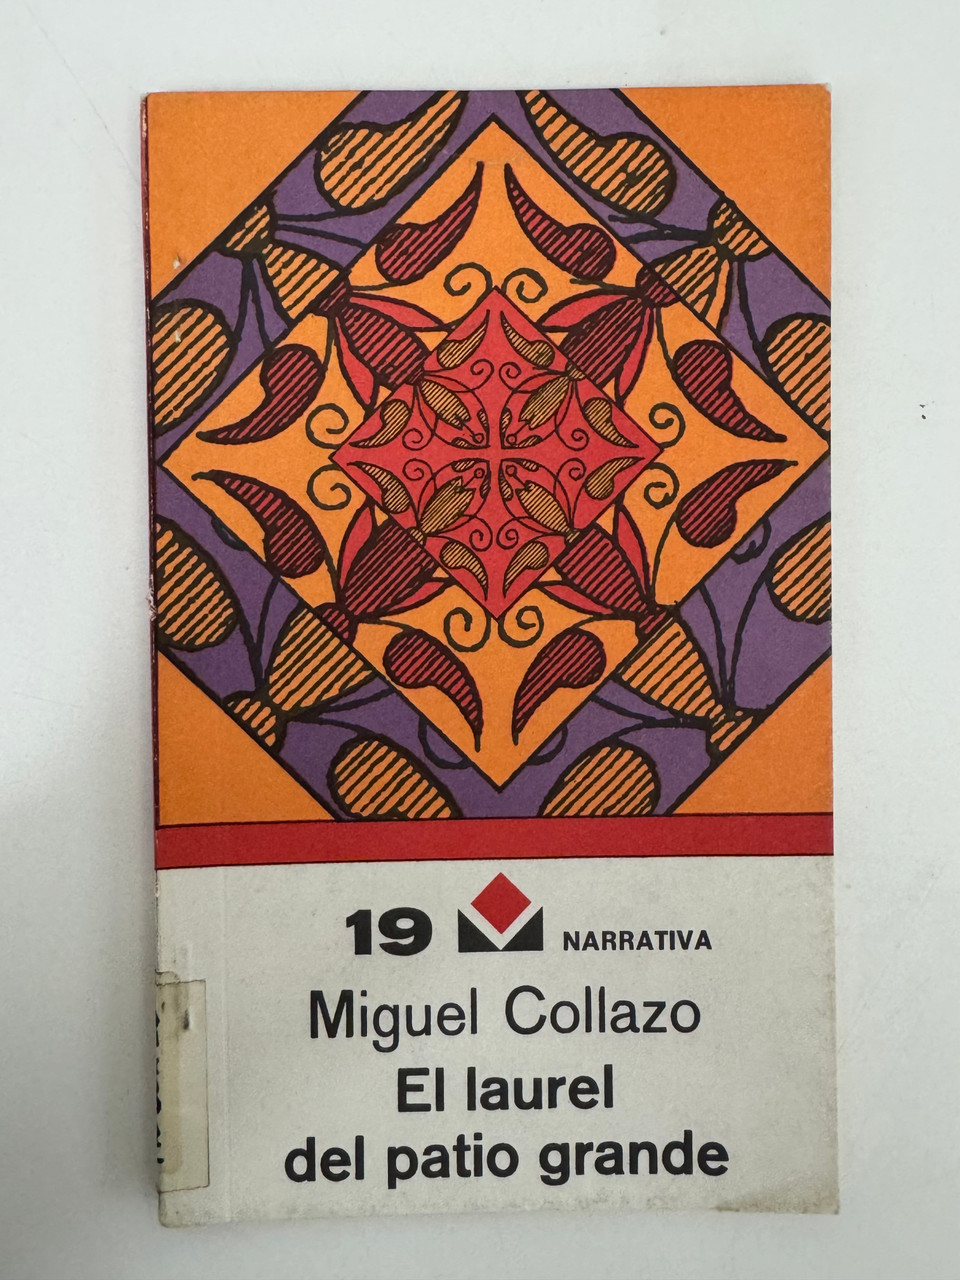 19 NARRATIVA
Miguel Collazo
El laurel
del patio grande